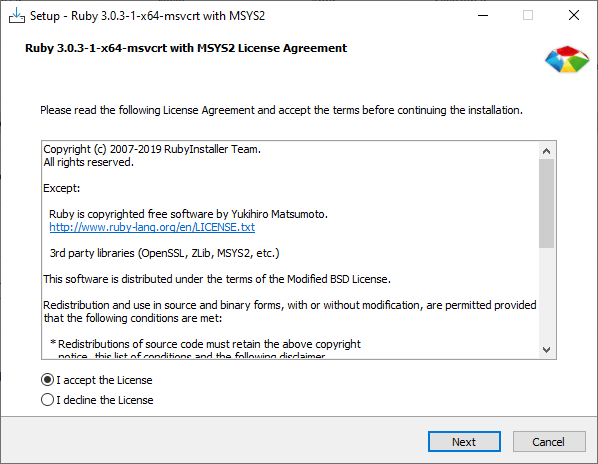 Setup - Ruby 3.0.3-1-x64-msvcrt with MSYS2
Ruby 3.0.3-1-x64-msvcrt with MSYS2 License Agreement
Please read the following License Agreement and accept the terms before continuing the installation.
Copyright (c) 2007-2019 RubyInstaller Team.
All rights reserved.
Except:
Ruby is copyrighted free software by Yukihiro Matsumoto.
http://www.ruby-lang.org/en/LICENSE.txt
3rd party libraries (OpenSSL, ZLib, MSYS2, etc.)
This software is distributed under the terms of the Modified BSD License.
Redistribution and use in source and binary forms, with or without modification, are permitted provided
that the following conditions are met:
* Redistributions of source code must retain the above copyright
notice, this list of conditions and the following disclaimer.
I accept the License
I decline the License
Next
Cancel